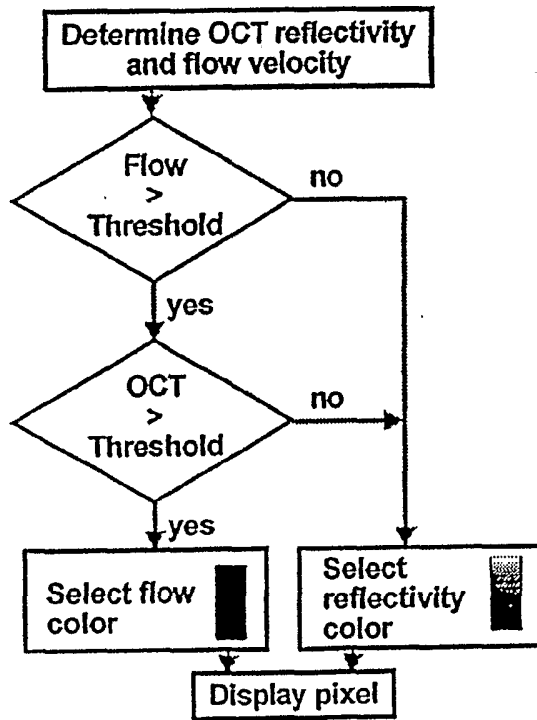 Determine OCT reflectivity
and flow velocity
Flow
>
Threshold
no
yes
OCT
>
Threshold
no
yes
Select flow
color
Select
reflectivity
color
Display pixel